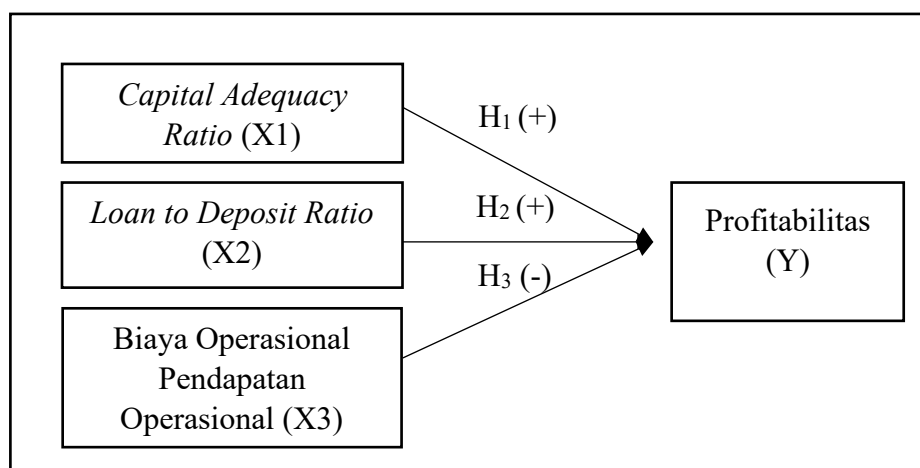 Capital Adequacy
Ratio (X1)
H₁ (+)
Loan to Deposit Ratio
(X2)
H₂ (+)
Profitabilitas
(Y)
H₃ (-)
Biaya Operasional
Pendapatan
Operasional (X3)